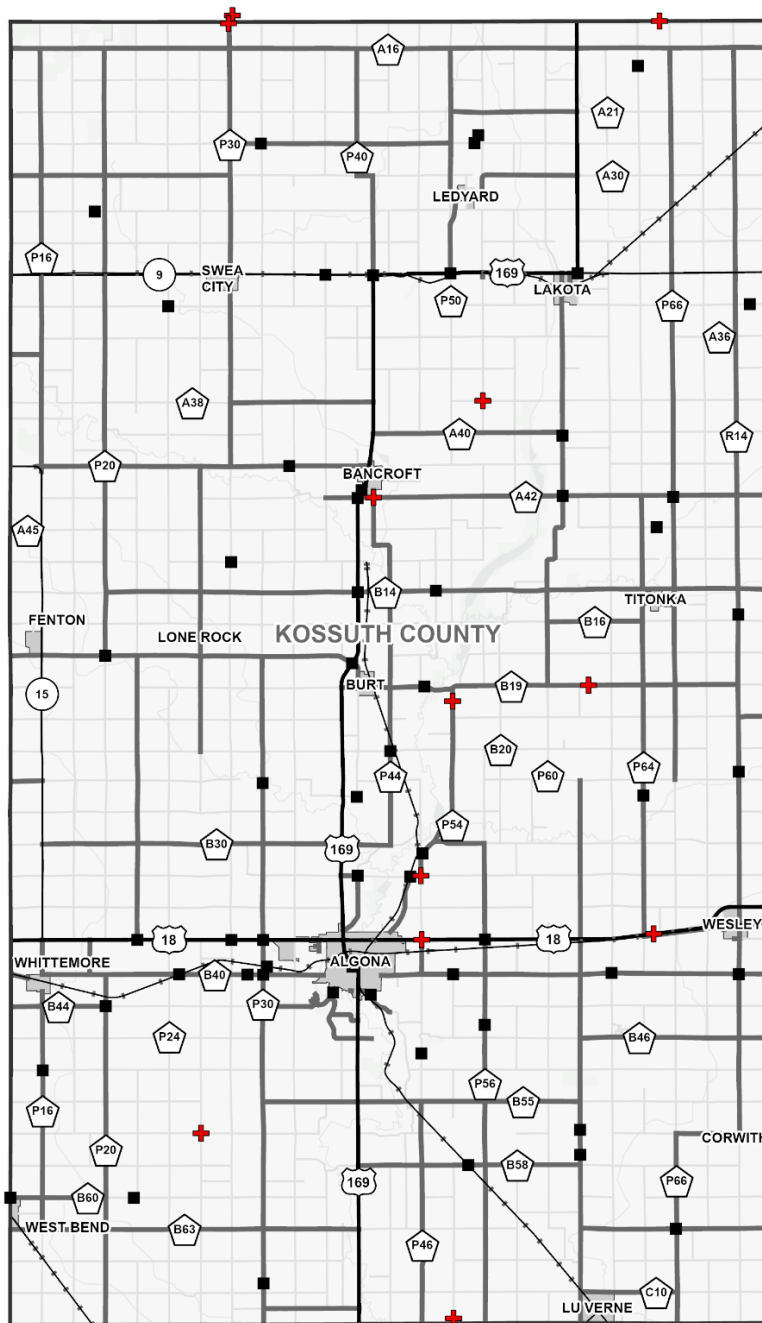 A16
A21
P30
P40
A30
LEDYARD
P16
9
SWEA
CITY
169
LAKOTA
P50
P66
A36
A38
A40
R14
P20
BANCROFT
A42
A45
B14
TITONKA
FENTON
B16
LONE ROCK
KOSSUTH COUNTY
BURT
B19
15
B20
P44
P60
P64
P54
B30
169
WESLEY
18
18
WHITTEMORE
ALGONA
B40
B44
P30
P24
B46
P56
P16
B55
CORWITH
P20
B58
169
P66
B60
WEST BEND
B63
P46
C10
LU VERNE